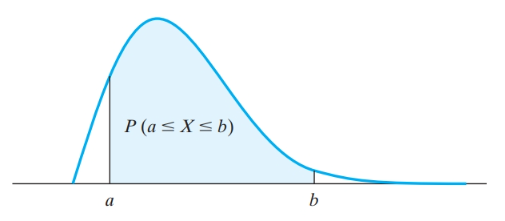 P (a ≤ X ≤ b)
a b